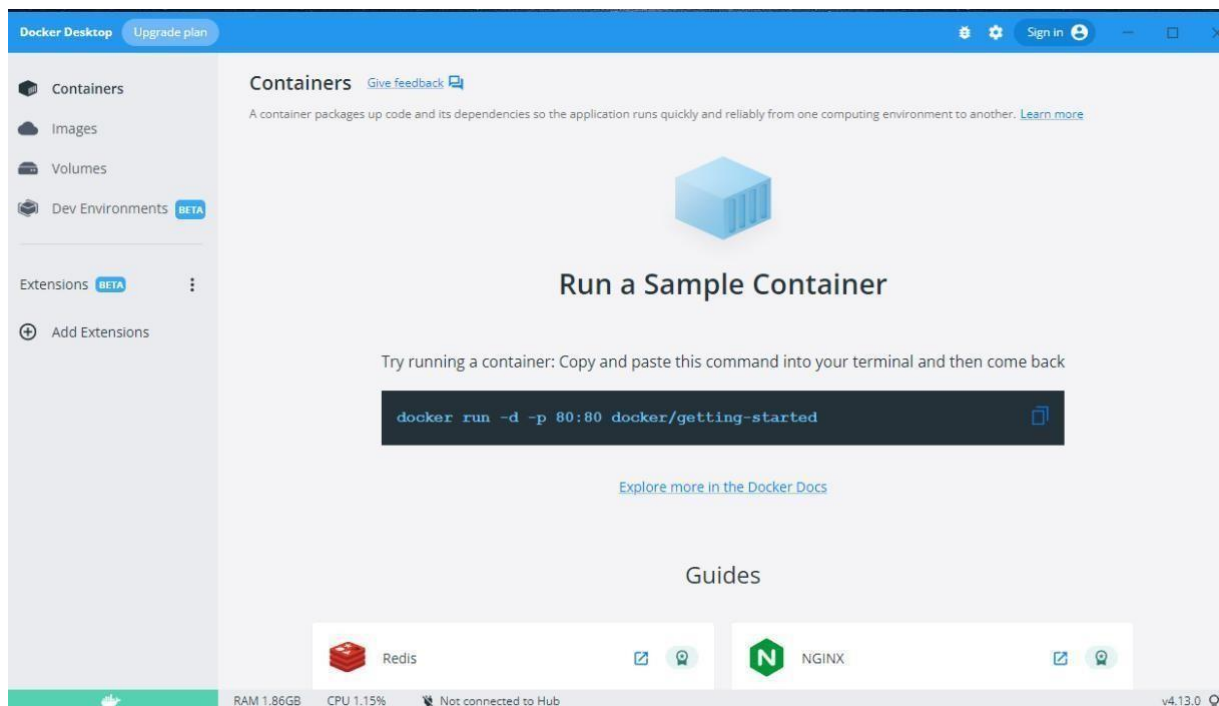 Docker Desktop Upgrade plan Sign in
Containers
Images
Volumes
Dev Environments BETA
Extensions BETA
Add Extensions
Containers Give feedback
A container packages up code and its dependencies so the application runs quickly and reliably from one computing environment to another. Learn more
Run a Sample Container
Try running a container: Copy and paste this command into your terminal and then come back
docker run -d -p 80:80 docker/getting-started
Explore more in the Docker Docs
Guides
Redis
NGINX
RAM 1.86GB CPU 1.15% Not connected to Hub v4.13.0